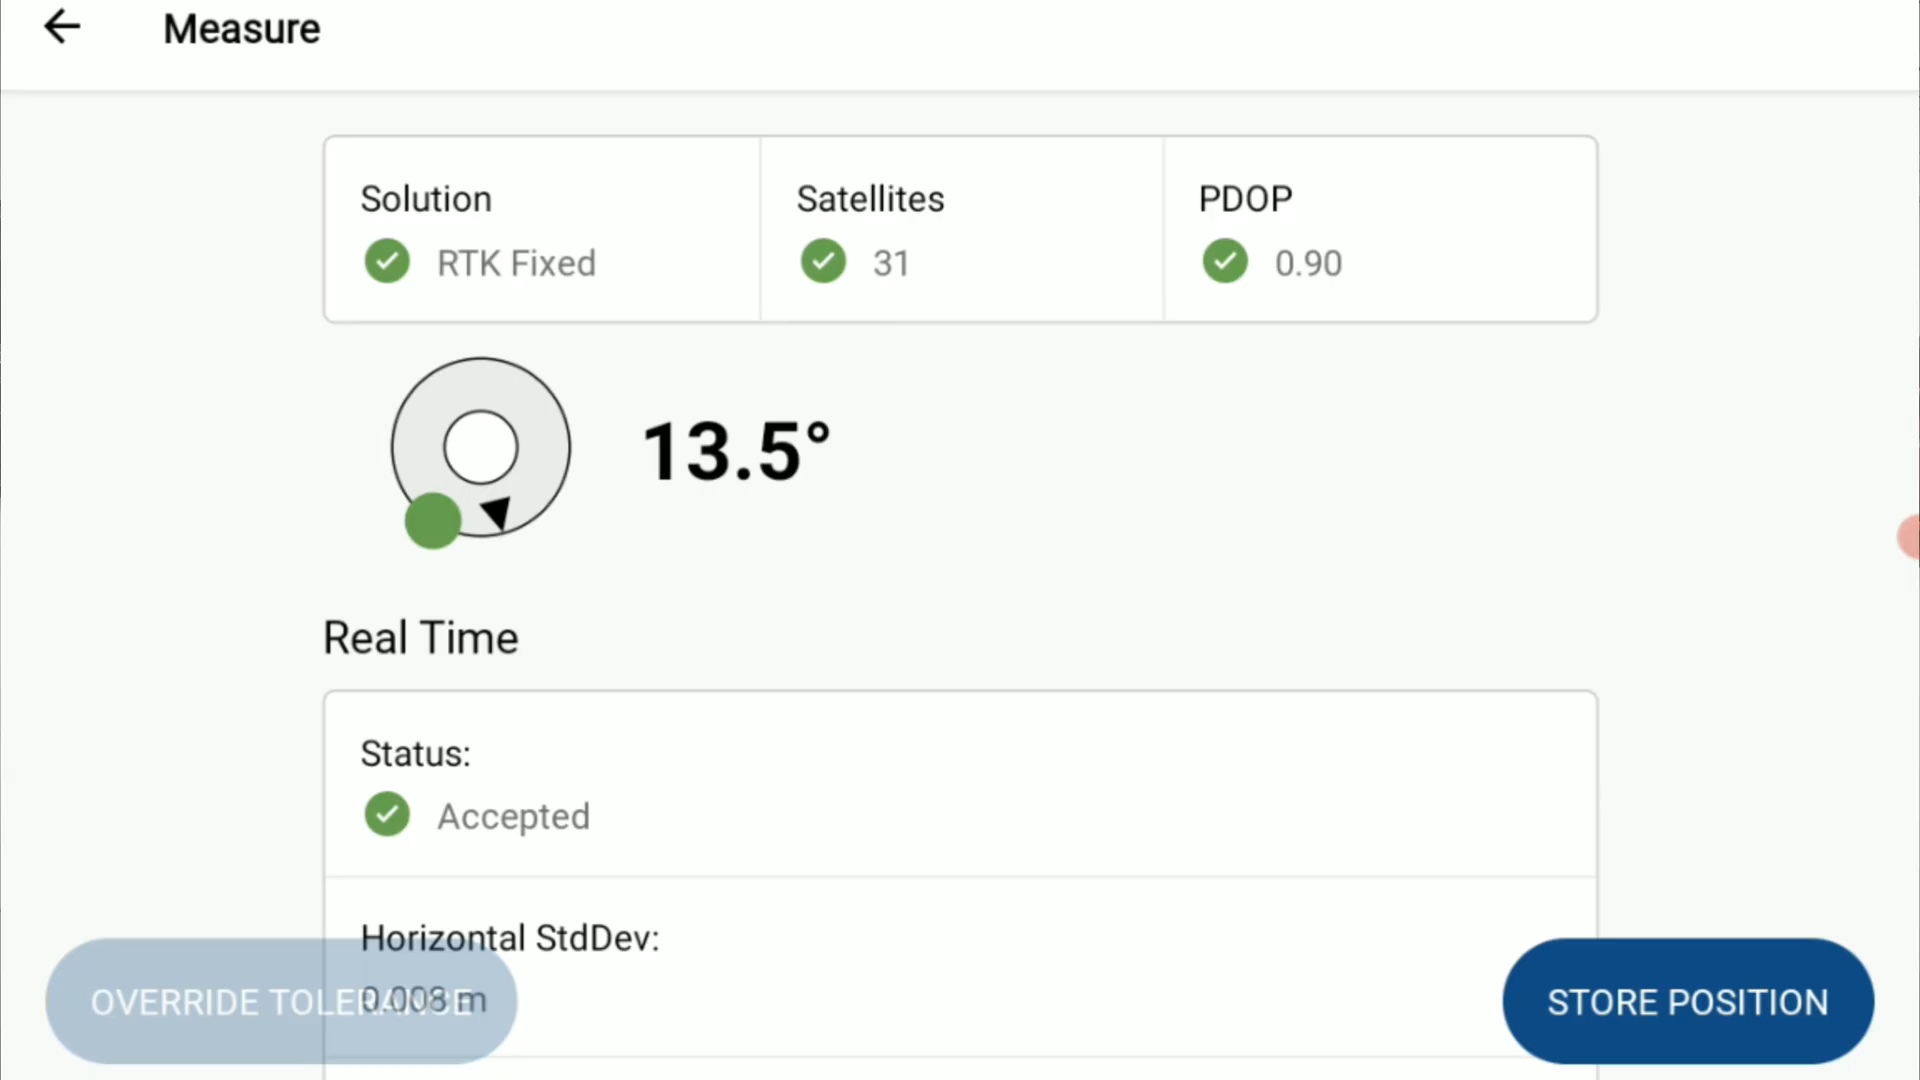 Measure
Solution
Satellites
PDOP
RTK Fixed
31
0.90
13.5°
Real Time
Status:
Accepted
Horizontal StdDev:
0.008 m
OVERRIDE TOLERANCE
STORE POSITION